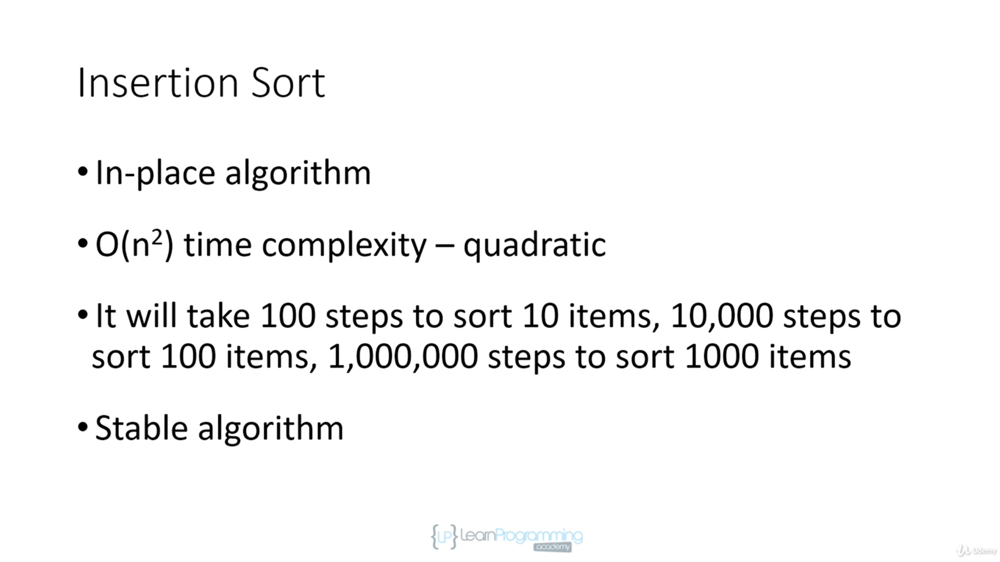 Insertion Sort
• In-place algorithm
• O(n²) time complexity – quadratic
• It will take 100 steps to sort 10 items, 10,000 steps to
sort 100 items, 1,000,000 steps to sort 1000 items
• Stable algorithm
{LP} LearnProgramming
academy
Udemy